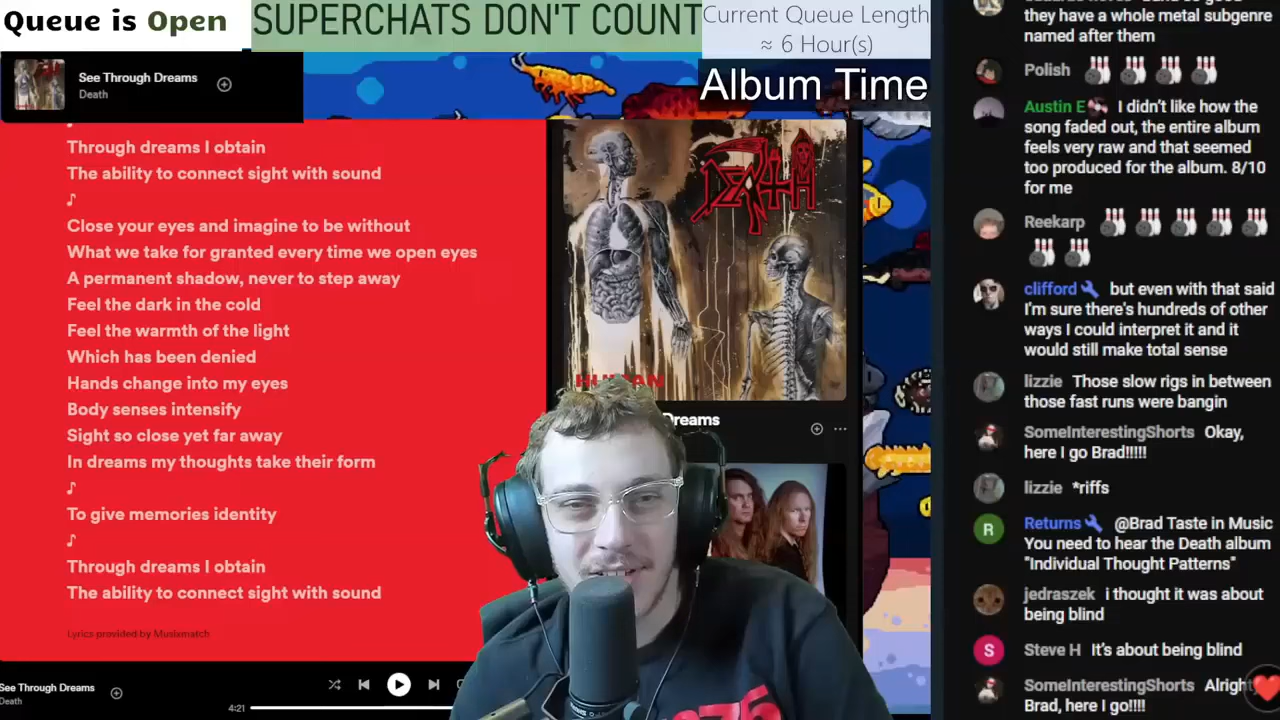 Queue is Open
SUPERCHATS DON'T COUNT
Current Queue Length
≈ 6 Hour(s)
Album Time
See Through Dreams
Death
Through dreams I obtain
The ability to connect sight with sound
♪
Close your eyes and imagine to be without
What we take for granted every time we open eyes
A permanent shadow, never to step away
Feel the dark in the cold
Feel the warmth of the light
Which has been denied
Hands change into my eyes
Body senses intensify
Sight so close yet far away
In dreams my thoughts take their form
♪
To give memories identity
♪
Through dreams I obtain
The ability to connect sight with sound
Lyrics provided by Musixmatch
DEATH
HUMAN
Dreams
See Through Dreams
Death
4:21
they have a whole metal subgenre
named after them
Polish
Austin E I didn't like how the
song faded out, the entire album
feels very raw and that seemed
too produced for the album. 8/10
for me
Reekarp
clifford but even with that said
I'm sure there's hundreds of other
ways I could interpret it and it
would still make total sense
lizzie Those slow rigs in between
those fast runs were bangin
SomeInterestingShorts Okay,
here I go Brad!!!!!
lizzie *riffs
R
Returns @Brad Taste in Music
You need to hear the Death album
"Individual Thought Patterns"
jedraszek i thought it was about
being blind
S
Steve H It's about being blind
SomeInterestingShorts Alright
Brad, here I go!!!!